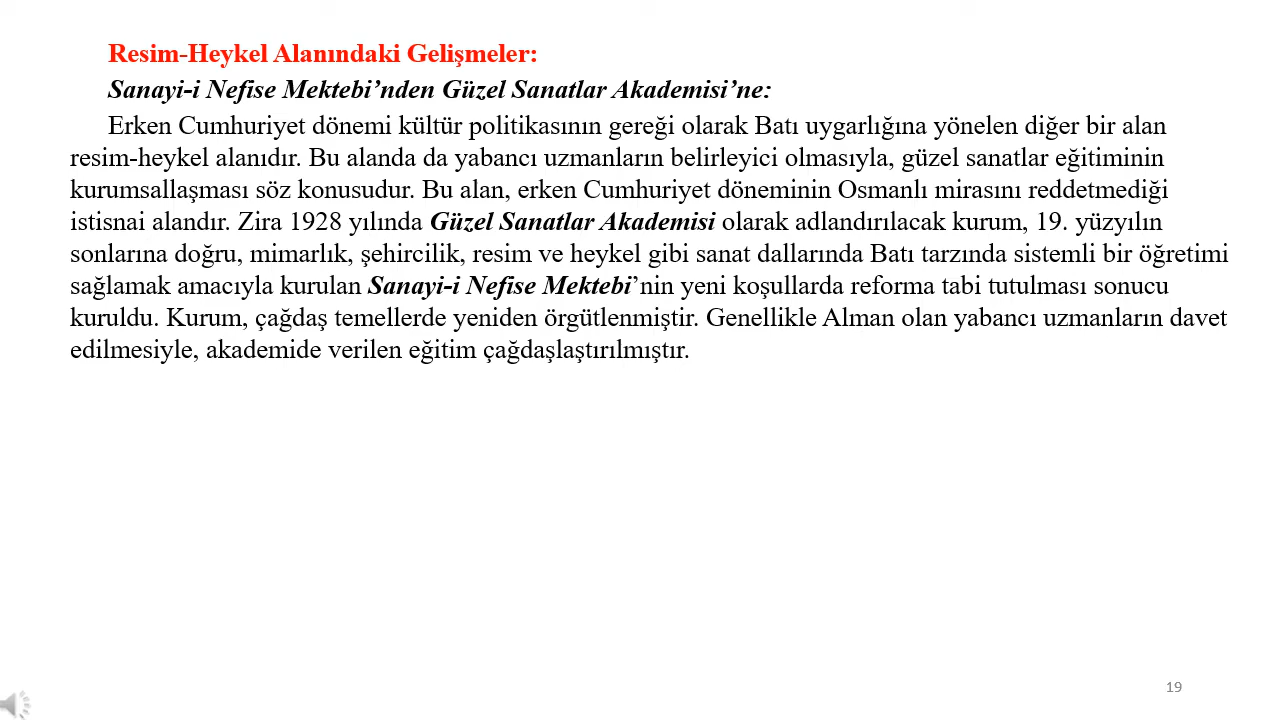 Resim-Heykel Alanındaki Gelişmeler:
Sanayi-i Nefise Mektebi’nden Güzel Sanatlar Akademisi’ne:
Erken Cumhuriyet dönemi kültür politikasının gereği olarak Batı uygarlığına yönelen diğer bir alan
resim-heykel alanıdır. Bu alanda da yabancı uzmanların belirleyici olmasıyla, güzel sanatlar eğitiminin
kurumsallaşması söz konusudur. Bu alan, erken Cumhuriyet döneminin Osmanlı mirasını reddetmediği
istisnai alandır. Zira 1928 yılında Güzel Sanatlar Akademisi olarak adlandırılacak kurum, 19. yüzyılın
sonlarına doğru, mimarlık, şehircilik, resim ve heykel gibi sanat dallarında Batı tarzında sistemli bir öğretimi
sağlamak amacıyla kurulan Sanayi-i Nefise Mektebi’nin yeni koşullarda reforma tabi tutulması sonucu
kuruldu. Kurum, çağdaş temellerde yeniden örgütlenmiştir. Genellikle Alman olan yabancı uzmanların davet
edilmesiyle, akademide verilen eğitim çağdaşlaştırılmıştır.
19